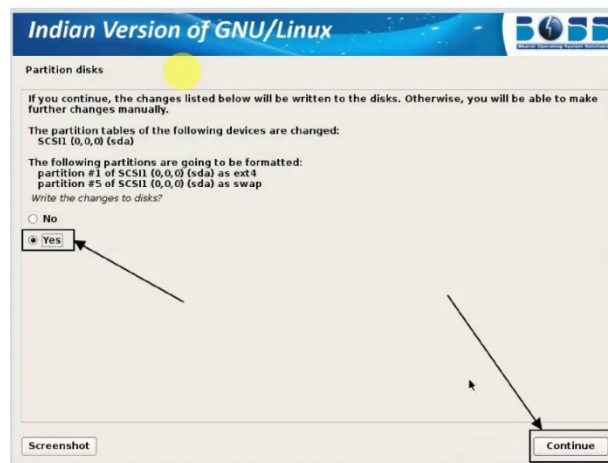 Indian Version of GNU/Linux
BOSS
Bharat Operating System Solutions
Partition disks
If you continue, the changes listed below will be written to the disks. Otherwise, you will be able to make
further changes manually.
The partition tables of the following devices are changed:
SCSI1 (0,0,0) (sda)
The following partitions are going to be formatted:
partition #1 of SCSI1 (0,0,0) (sda) as ext4
partition #5 of SCSI1 (0,0,0) (sda) as swap
Write the changes to disks?
No
Yes
Screenshot
Continue